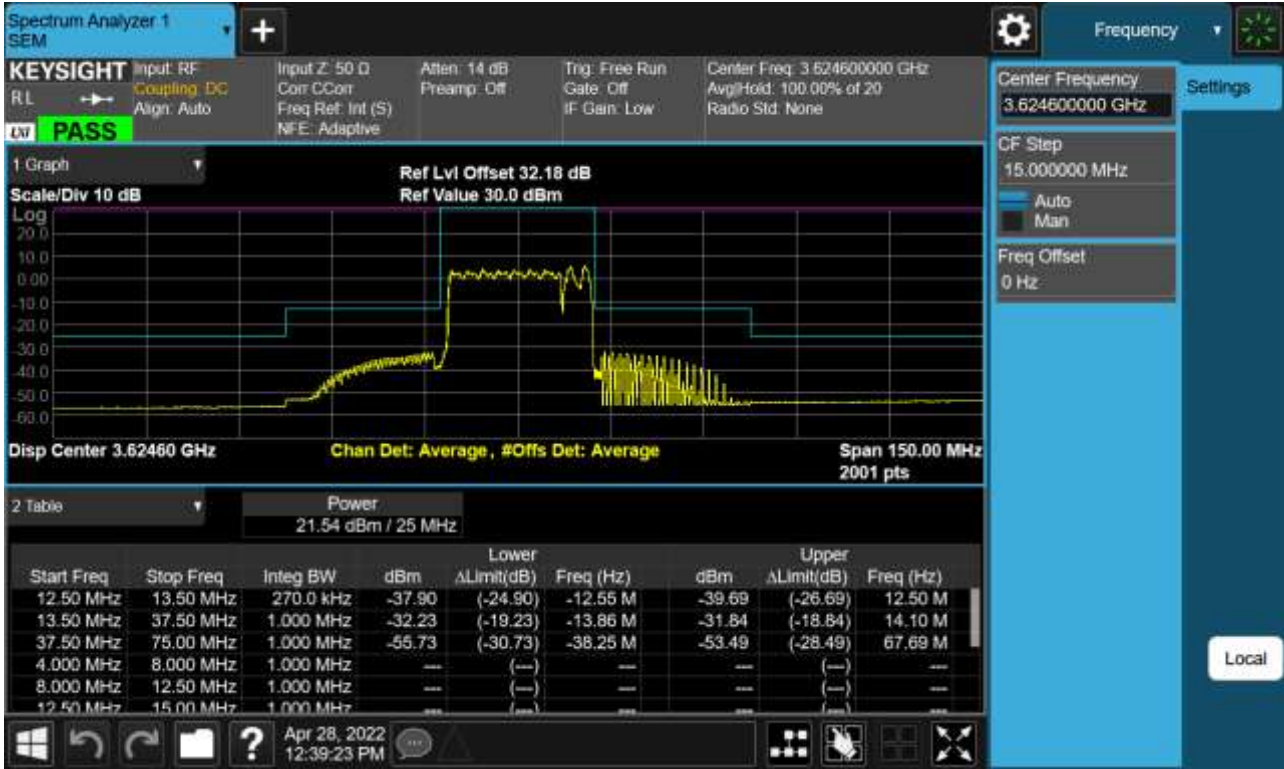 Spectrum Analyzer 1
SEM
+
Frequency
KEYSIGHT
RL
LXI PASS
Input: RF
Coupling: DC
Align: Auto
Input Z: 50 Ω
Corr CCorr
Freq Ref: Int (S)
NFE: Adaptive
Atten: 14 dB
Preamp: Off
Trig: Free Run
Gate: Off
IF Gain: Low
Center Freq: 3.624600000 GHz
Avg|Hold: 100.00% of 20
Radio Std: None
Center Frequency
3.624600000 GHz
Settings
CF Step
15.000000 MHz
Auto
Man
Freq Offset
0 Hz
1 Graph
Scale/Div 10 dB
Ref Lvl Offset 32.18 dB
Ref Value 30.0 dBm
Log
20.0
10.0
0.00
-10.0
-20.0
-30.0
-40.0
-50.0
-60.0
Disp Center 3.62460 GHz
Chan Det: Average, #Offs Det: Average
Span 150.00 MHz
2001 pts
2 Table
Power
21.54 dBm / 25 MHz
Lower Upper
Start Freq Stop Freq Integ BW dBm ΔLimit(dB) Freq (Hz) dBm ΔLimit(dB) Freq (Hz)
12.50 MHz 13.50 MHz 270.0 kHz -37.90 (-24.90) -12.55 M -39.69 (-26.69) 12.50 M
13.50 MHz 37.50 MHz 1.000 MHz -32.23 (-19.23) -13.86 M -31.84 (-18.84) 14.10 M
37.50 MHz 75.00 MHz 1.000 MHz -55.73 (-30.73) -38.25 M -53.49 (-28.49) 67.69 M
4.000 MHz 8.000 MHz 1.000 MHz --- (---) --- --- (---) ---
8.000 MHz 12.50 MHz 1.000 MHz --- (---) --- --- (---) ---
12.50 MHz 15.00 MHz 1.000 MHz --- (---) --- --- (---) ---
Local
?
Apr 28, 2022
12:39:23 PM